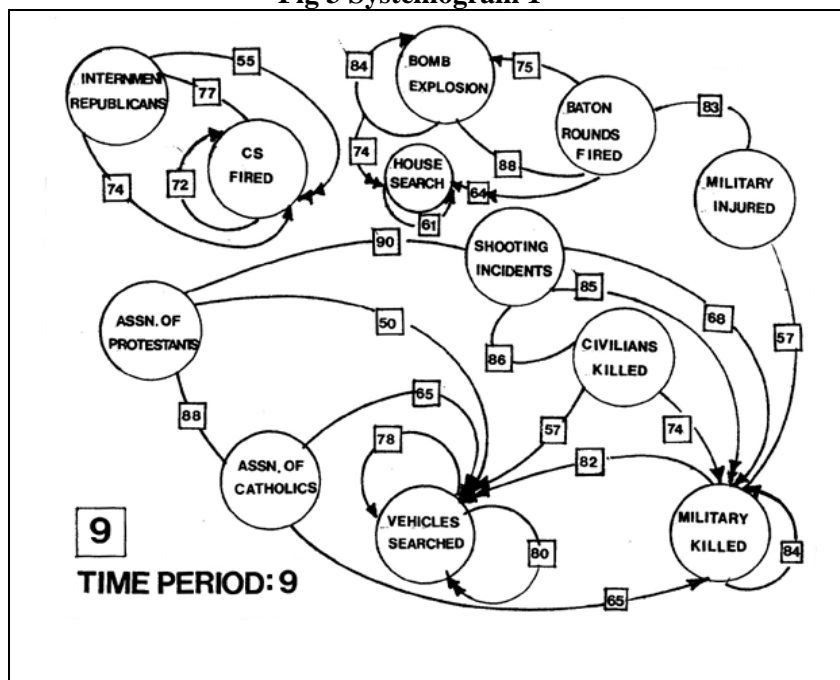 Fig 3 Systemogram 1
INTERNMENT
REPUBLICANS
55
77
CS
FIRED
72
74
84
BOMB
EXPLOSION
75
BATON
ROUNDS
FIRED
83
74
HOUSE
SEARCH
88
64
61
MILITARY
INJURED
90
SHOOTING
INCIDENTS
85
68
57
ASSN. OF
PROTESTANTS
50
86
CIVILIANS
KILLED
88
65
57
74
78
82
ASSN. OF
CATHOLICS
VEHICLES
SEARCHED
80
MILITARY
KILLED
84
65
9
TIME PERIOD: 9